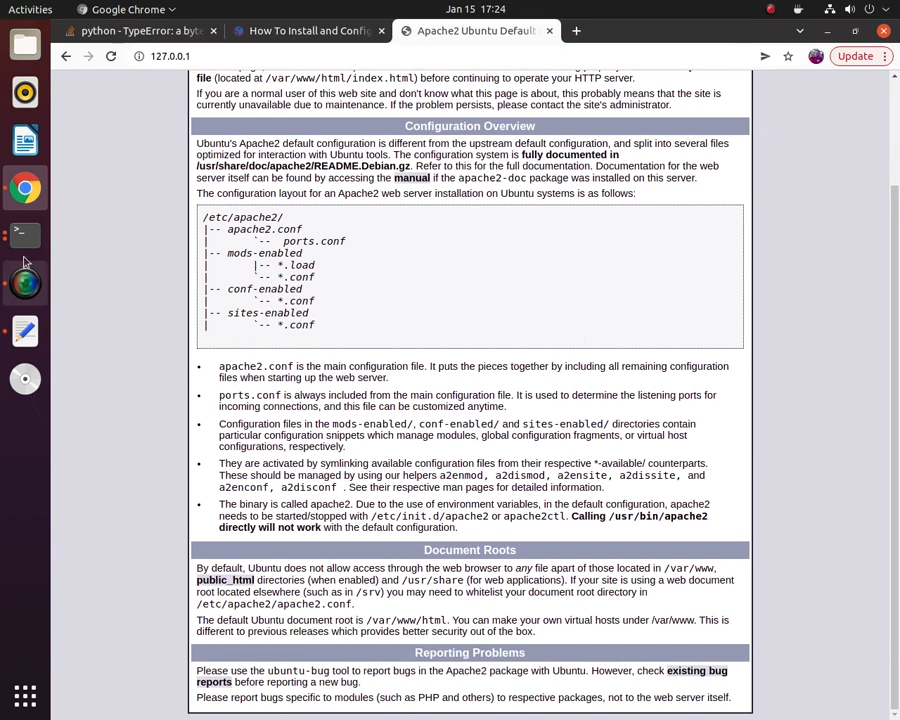 Activities
Google Chrome
Jan 15 17:24
python - TypeError: a byte
How To Install and Config
Apache2 Ubuntu Default
127.0.0.1
Update
file (located at /var/www/html/index.html) before continuing to operate your HTTP server.
If you are a normal user of this web site and don't know what this page is about, this probably means that the site is
currently unavailable due to maintenance. If the problem persists, please contact the site's administrator.
Configuration Overview
Ubuntu's Apache2 default configuration is different from the upstream default configuration, and split into several files
optimized for interaction with Ubuntu tools. The configuration system is fully documented in
/usr/share/doc/apache2/README.Debian.gz. Refer to this for the full documentation. Documentation for the web
server itself can be found by accessing the manual if the apache2-doc package was installed on this server.
The configuration layout for an Apache2 web server installation on Ubuntu systems is as follows:
/etc/apache2/
|-- apache2.conf
|       `--  ports.conf
|-- mods-enabled
|       |-- *.load
|       `-- *.conf
|-- conf-enabled
|       `-- *.conf
|-- sites-enabled
|       `-- *.conf
• apache2.conf is the main configuration file. It puts the pieces together by including all remaining configuration
files when starting up the web server.
• ports.conf is always included from the main configuration file. It is used to determine the listening ports for
incoming connections, and this file can be customized anytime.
• Configuration files in the mods-enabled/, conf-enabled/ and sites-enabled/ directories contain
particular configuration snippets which manage modules, global configuration fragments, or virtual host
configurations, respectively.
• They are activated by symlinking available configuration files from their respective *-available/ counterparts.
These should be managed by using our helpers a2enmod, a2dismod, a2ensite, a2dissite, and
a2enconf, a2disconf . See their respective man pages for detailed information.
• The binary is called apache2. Due to the use of environment variables, in the default configuration, apache2
needs to be started/stopped with /etc/init.d/apache2 or apache2ctl. Calling /usr/bin/apache2
directly will not work with the default configuration.
Document Roots
By default, Ubuntu does not allow access through the web browser to any file apart of those located in /var/www,
public_html directories (when enabled) and /usr/share (for web applications). If your site is using a web document
root located elsewhere (such as in /srv) you may need to whitelist your document root directory in
/etc/apache2/apache2.conf.
The default Ubuntu document root is /var/www/html. You can make your own virtual hosts under /var/www. This is
different to previous releases which provides better security out of the box.
Reporting Problems
Please use the ubuntu-bug tool to report bugs in the Apache2 package with Ubuntu. However, check existing bug
reports before reporting a new bug.
Please report bugs specific to modules (such as PHP and others) to respective packages, not to the web server itself.